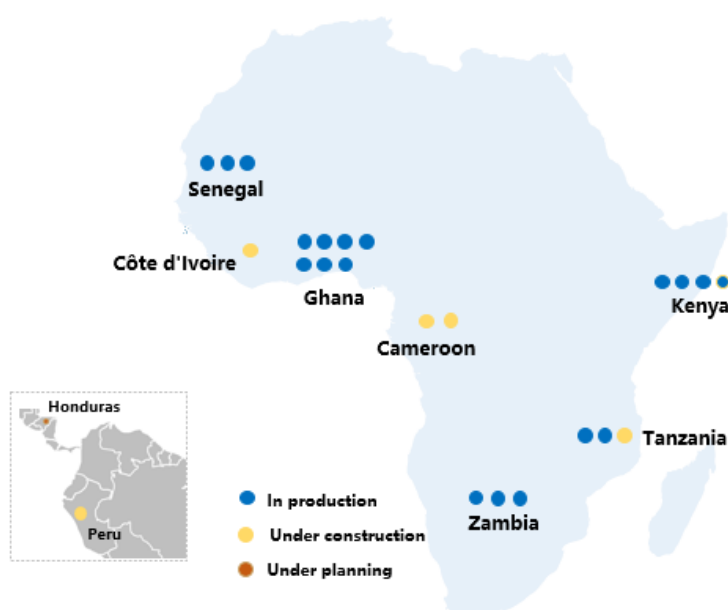 Senegal
Côte d'Ivoire
Ghana
Kenya
Cameroon
Honduras
Tanzania
In production
Zambia
Peru
Under construction
Under planning